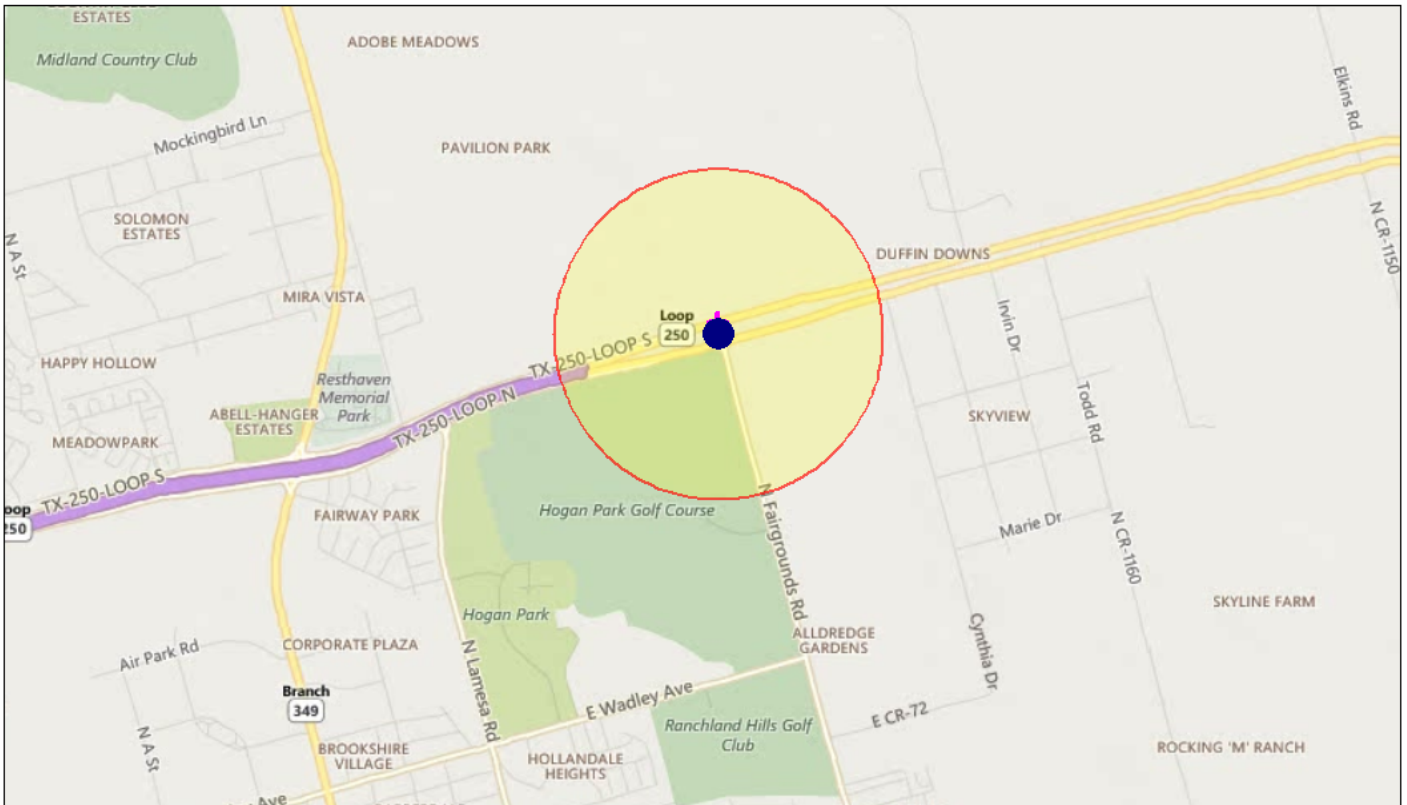 ESTATES
Midland Country Club
ADOBE MEADOWS
Elkins Rd
Mockingbird Ln
PAVILION PARK
SOLOMON
ESTATES
N A St
N CR-1150
DUFFIN DOWNS
MIRA VISTA
Loop
250
Irvin Dr
TX-250-LOOP S
HAPPY HOLLOW
Resthaven
Memorial
Park
TX-250-LOOP N
ABELL-HANGER
ESTATES
Todd Rd
SKYVIEW
MEADOWPARK
TX-250-LOOP S
oop
250
FAIRWAY PARK
Hogan Park Golf Course
N Fairgrounds Rd
Marie Dr
N CR-1160
Hogan Park
SKYLINE FARM
Air Park Rd
CORPORATE PLAZA
N Lamesa Rd
ALLDREDGE
GARDENS
Cynthia Dr
Branch
349
E Wadley Ave
N A St
Ranchland Hills Golf
Club
E CR-72
BROOKSHIRE
VILLAGE
HOLLANDALE
HEIGHTS
ROCKING 'M' RANCH
Ave